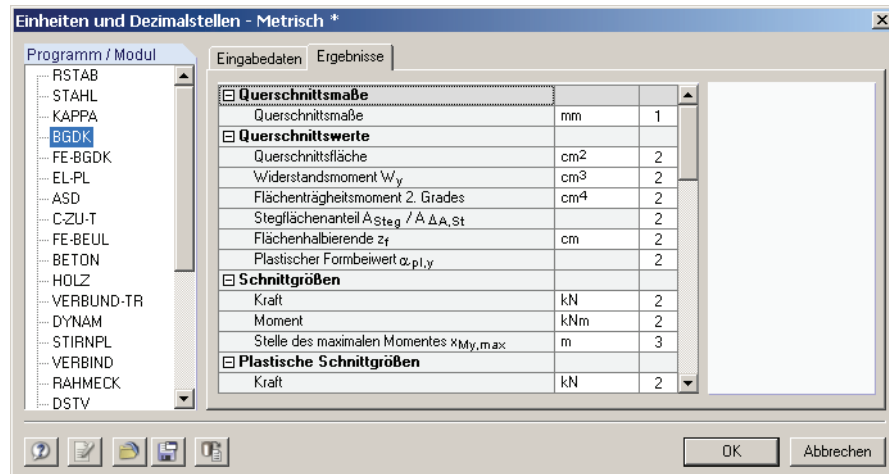 Einheiten und Dezimalstellen - Metrisch *
Programm / Modul
RSTAB
STAHL
KAPPA
BGDK
FE-BGDK
EL-PL
ASD
C-ZU-T
FE-BEUL
BETON
HOLZ
VERBUND-TR
DYNAM
STIRNPL
VERBIND
RAHMECK
DSTV
Eingabedaten Ergebnisse
Querschnittsmaße
Querschnittsmaße mm 1
Querschnittswerte
Querschnittsfläche cm2 2
Widerstandsmoment Wy cm3 2
Flächenträgheitsmoment 2. Grades cm4 2
Stegflächenanteil ASteg / A ΔA,St 2
Flächenhalbierende zf cm 2
Plastischer Formbeiwert αpl,y 2
Schnittgrößen
Kraft kN 2
Moment kNm 2
Stelle des maximalen Momentes xMy,max m 3
Plastische Schnittgrößen
Kraft kN 2
OK Abbrechen